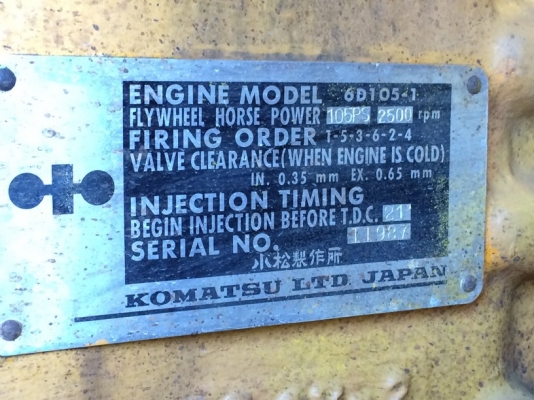 ENGINE MODEL 6D105-1
FLYWHEEL HORSE POWER 105PS 2500 rpm
FIRING ORDER 1-5-3-6-2-4
VALVE CLEARANCE(WHEN ENGINE IS COLD)
IN. 0.35 mm EX. 0.65 mm
INJECTION TIMING
BEGIN INJECTION BEFORE T.D.C. 21
SERIAL NO. 11987
小松製作所
KOMATSU LTD. JAPAN